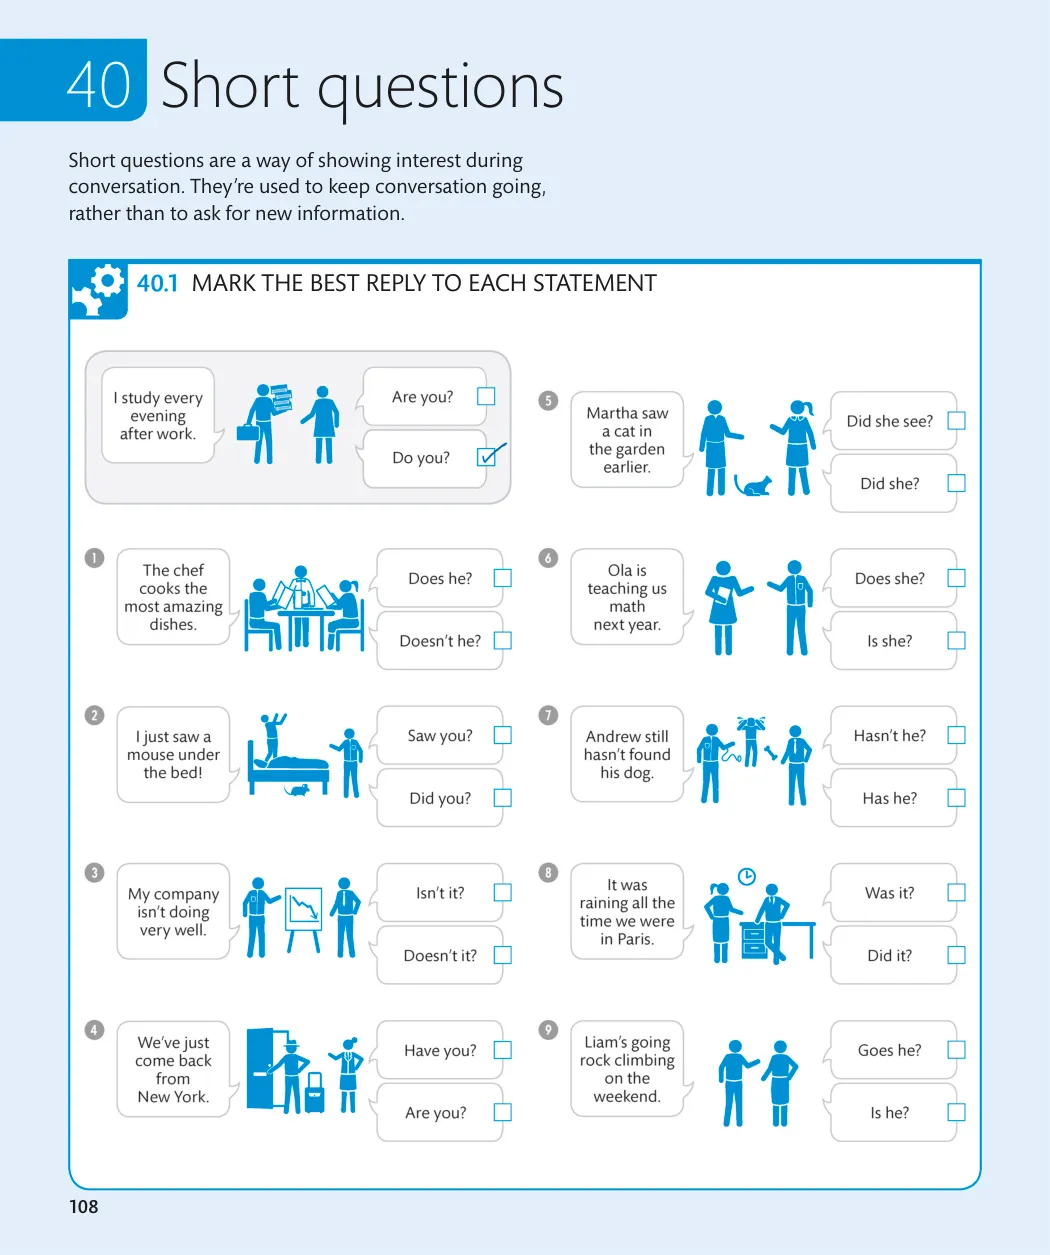 40 Short questions
Short questions are a way of showing interest during
conversation. They're used to keep conversation going,
rather than to ask for new information.
40.1 MARK THE BEST REPLY TO EACH STATEMENT
I study every
evening
after work.
Are you?
Do you?
1
The chef
cooks the
most amazing
dishes.
Does he?
Doesn't he?
2
I just saw a
mouse under
the bed!
Saw you?
Did you?
3
My company
isn't doing
very well.
Isn't it?
Doesn't it?
4
We've just
come back
from
New York.
Have you?
Are you?
5
Martha saw
a cat in
the garden
earlier.
Did she see?
Did she?
6
Ola is
teaching us
math
next year.
Does she?
Is she?
7
Andrew still
hasn't found
his dog.
Hasn't he?
Has he?
8
It was
raining all the
time we were
in Paris.
Was it?
Did it?
9
Liam's going
rock climbing
on the
weekend.
Goes he?
Is he?
108